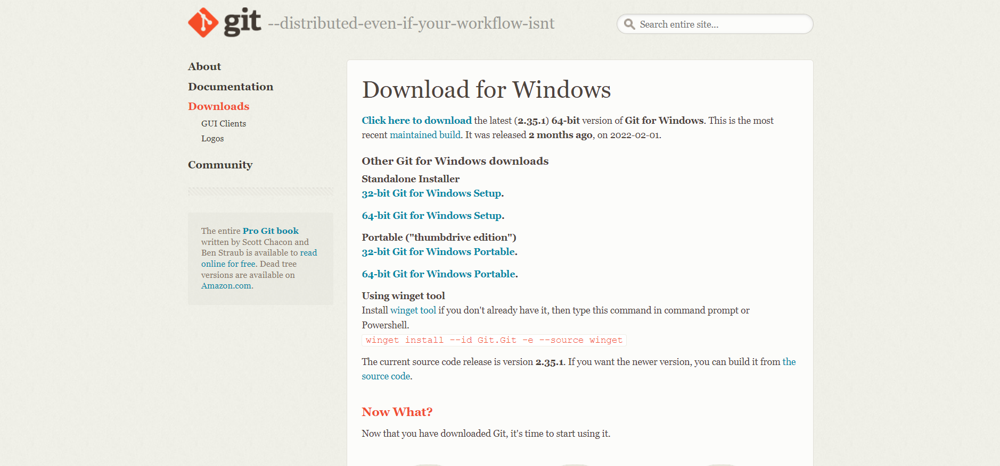 git --distributed-even-if-your-workflow-isnt
Search entire site...
About
Documentation
Downloads
GUI Clients
Logos
Community
The entire Pro Git book
written by Scott Chacon and
Ben Straub is available to read
online for free. Dead tree
versions are available on
Amazon.com.
Download for Windows
Click here to download the latest (2.35.1) 64-bit version of Git for Windows. This is the most
recent maintained build. It was released 2 months ago, on 2022-02-01.
Other Git for Windows downloads
Standalone Installer
32-bit Git for Windows Setup.
64-bit Git for Windows Setup.
Portable ("thumbdrive edition")
32-bit Git for Windows Portable.
64-bit Git for Windows Portable.
Using winget tool
Install winget tool if you don't already have it, then type this command in command prompt or
Powershell.
winget install --id Git.Git -e --source winget
The current source code release is version 2.35.1. If you want the newer version, you can build it from the
source code.
Now What?
Now that you have downloaded Git, it's time to start using it.